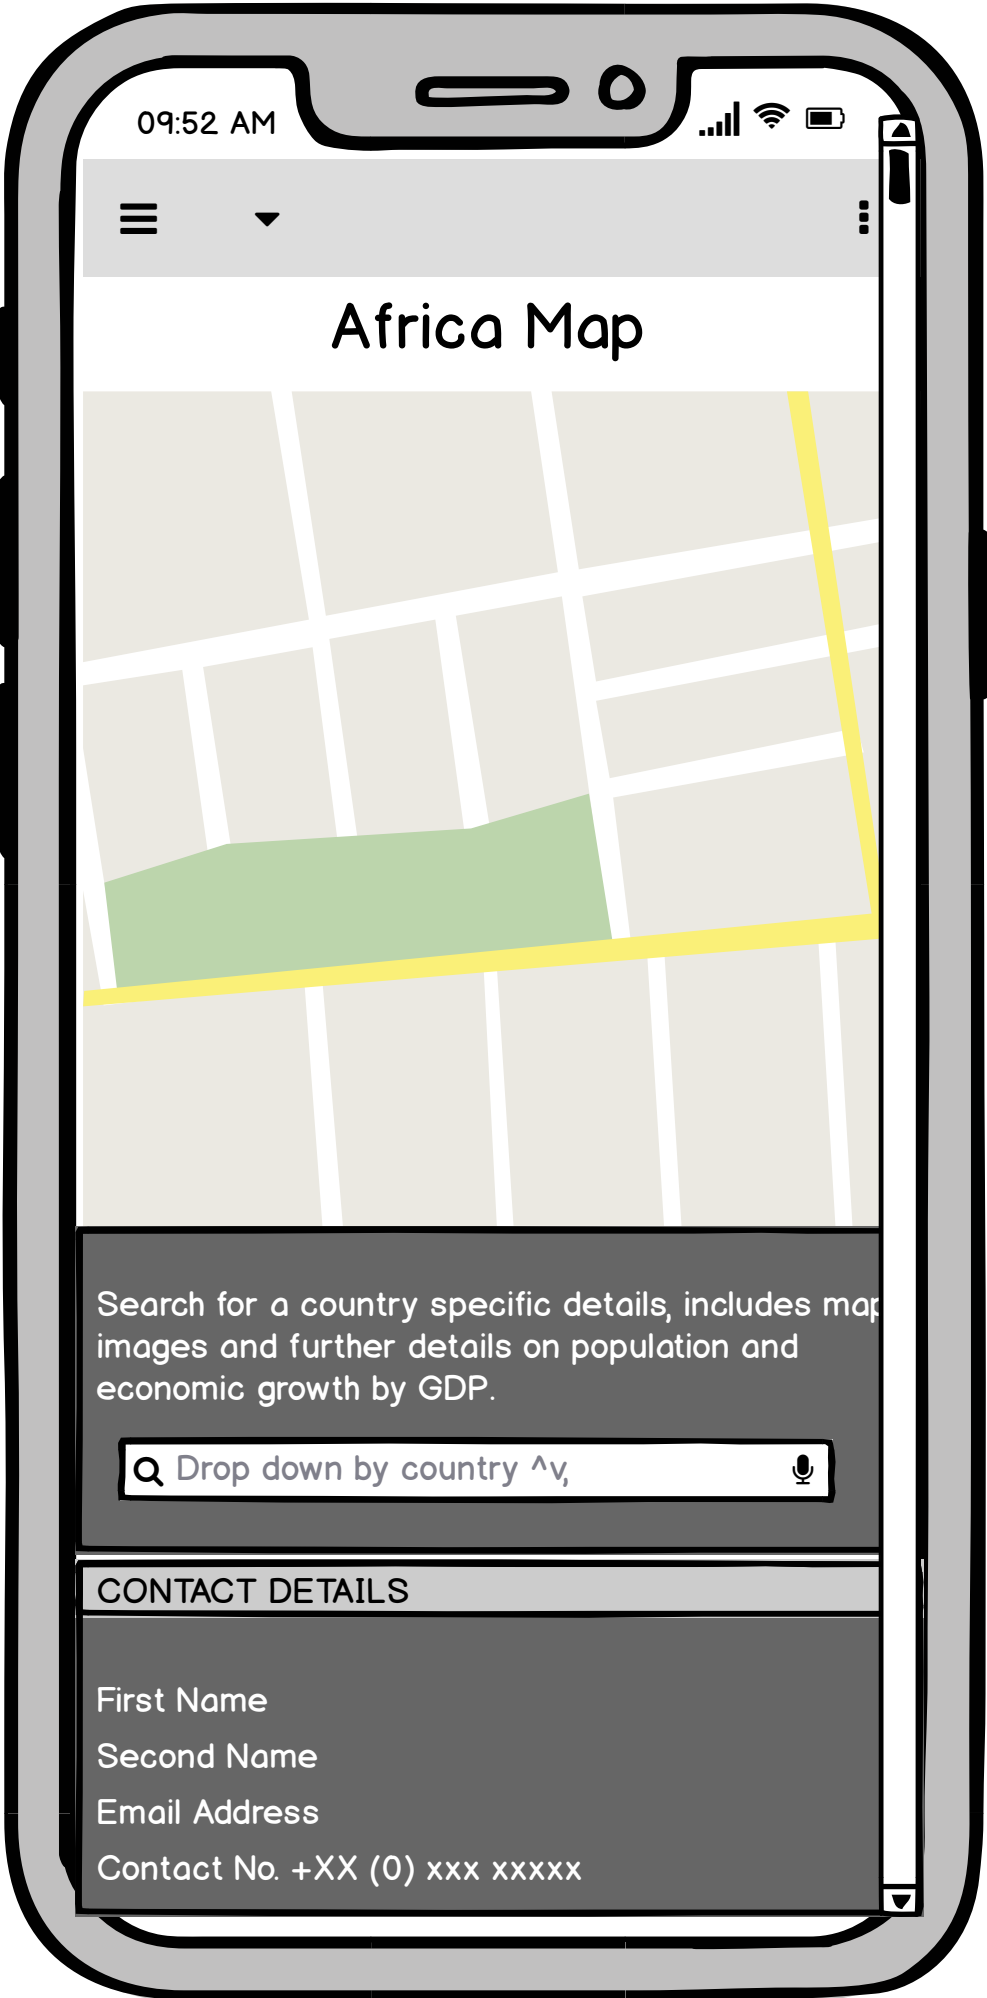 09:52 AM
Africa Map
Search for a country specific details, includes map
images and further details on population and
economic growth by GDP.
Drop down by country ^v,
CONTACT DETAILS
First Name
Second Name
Email Address
Contact No. +XX (0) xxx xxxxx